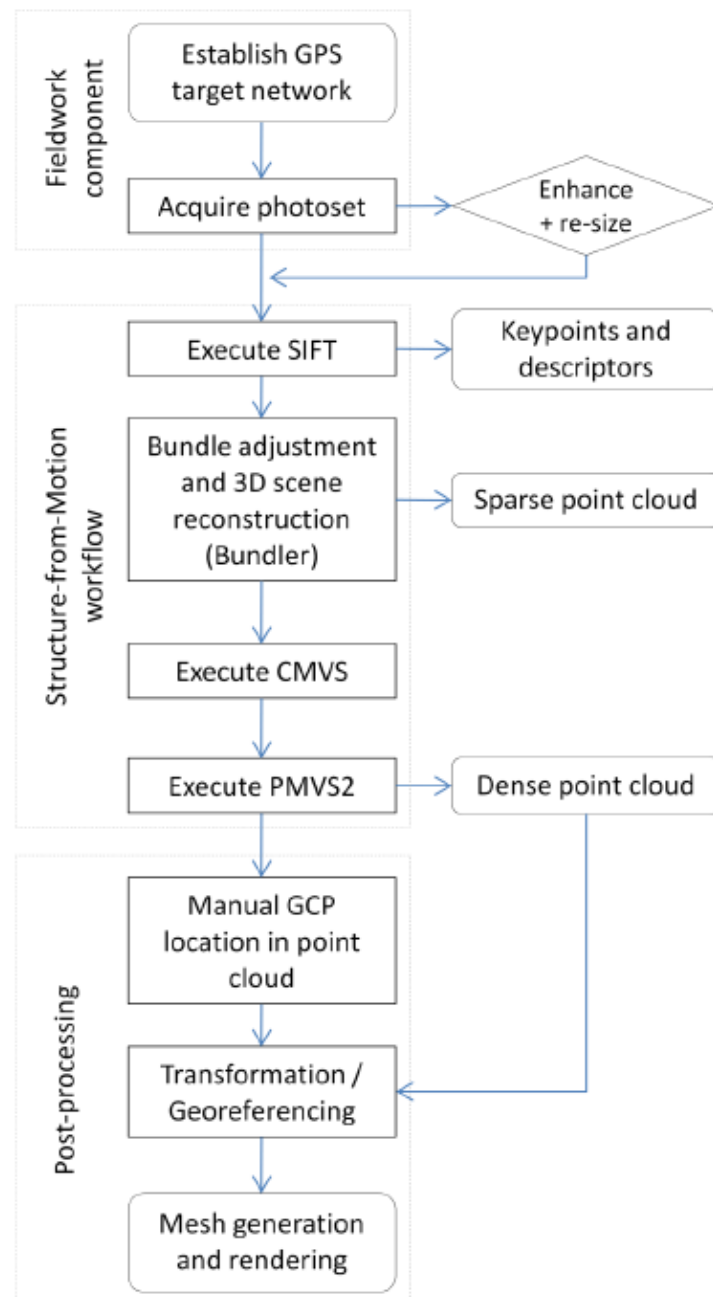 Fieldwork
component
Establish GPS
target network
Acquire photoset
Enhance
+ re-size
Structure-from-Motion
workflow
Execute SIFT
Keypoints and
descriptors
Bundle adjustment
and 3D scene
reconstruction
(Bundler)
Sparse point cloud
Execute CMVS
Execute PMVS2
Dense point cloud
Post-processing
Manual GCP
location in point
cloud
Transformation /
Georeferencing
Mesh generation
and rendering